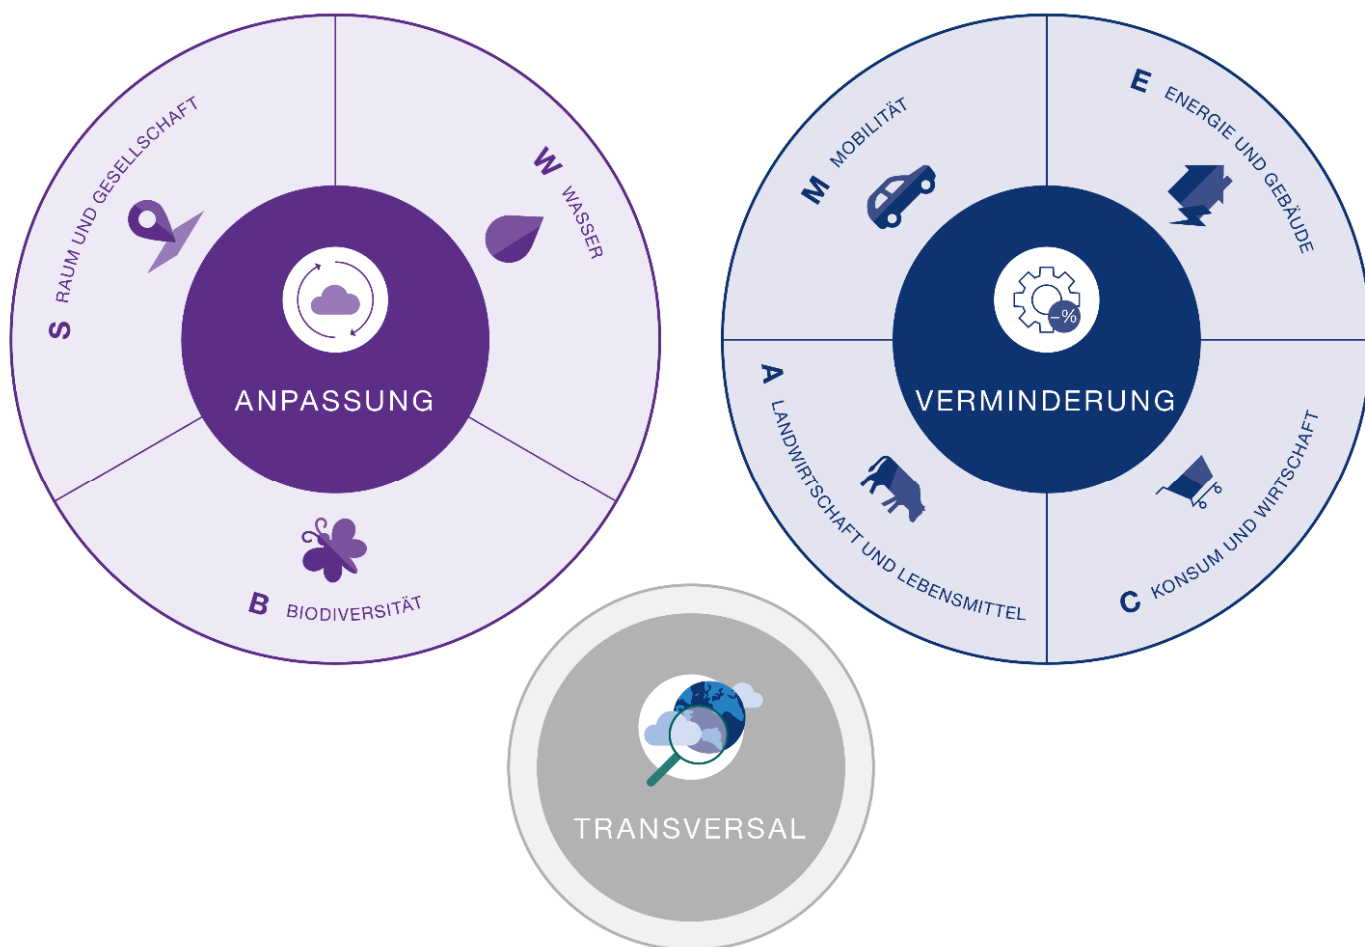 S RAUM UND GESELLSCHAFT
W WASSER
ANPASSUNG
B BIODIVERSITÄT
M MOBILITÄT
E ENERGIE UND GEBÄUDE
-%
VERMINDERUNG
A LANDWIRTSCHAFT UND LEBENSMITTEL
C KONSUM UND WIRTSCHAFT
TRANSVERSAL